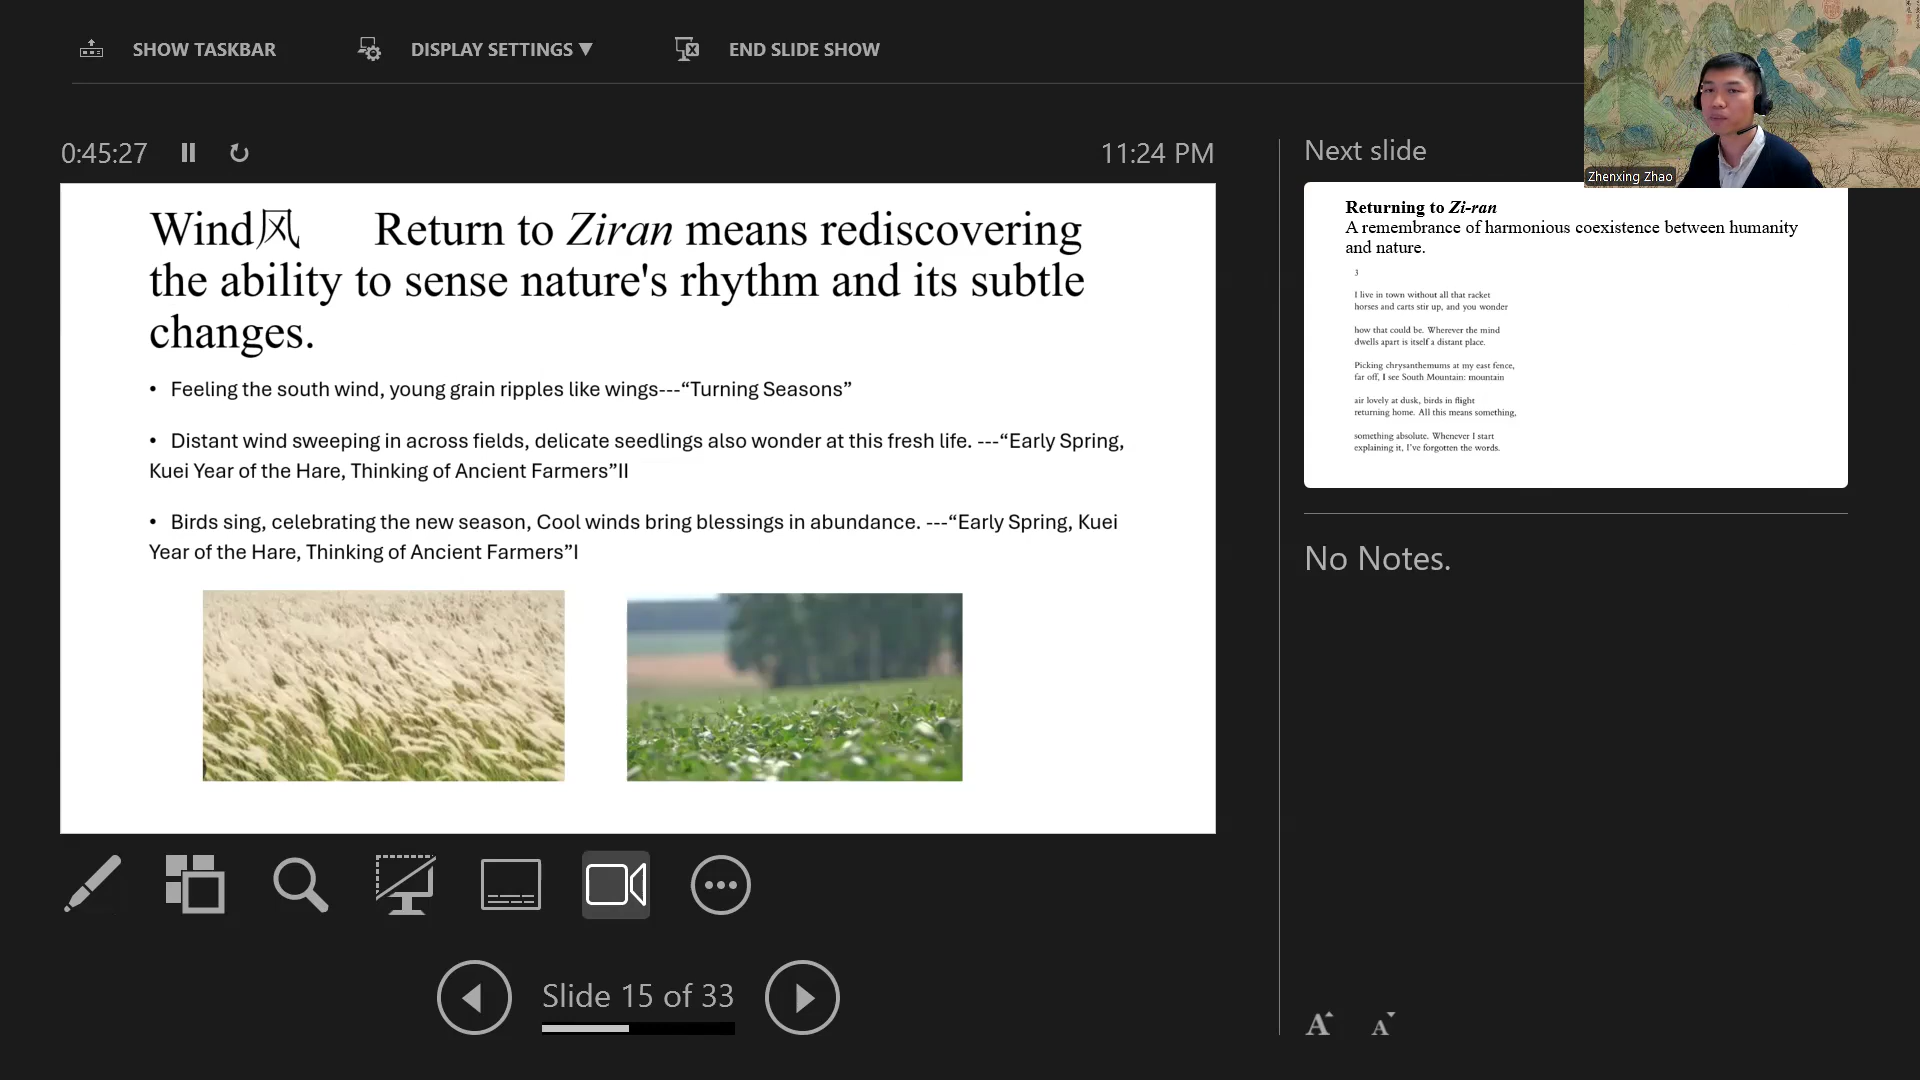 SHOW TASKBAR
DISPLAY SETTINGS ▼
END SLIDE SHOW
0:45:27
11:24 PM
Wind风 Return to Ziran means rediscovering
the ability to sense nature's rhythm and its subtle
changes.
• Feeling the south wind, young grain ripples like wings---“Turning Seasons”
• Distant wind sweeping in across fields, delicate seedlings also wonder at this fresh life. ---“Early Spring,
Kuei Year of the Hare, Thinking of Ancient Farmers”II
• Birds sing, celebrating the new season, Cool winds bring blessings in abundance. ---“Early Spring, Kuei
Year of the Hare, Thinking of Ancient Farmers”I
Slide 15 of 33
Zhenxing Zhao
Next slide
Returning to Zi-ran
A remembrance of harmonious coexistence between humanity
and nature.
3
I live in town without all that racket
horses and carts stir up, and you wonder
how that could be. Wherever the mind
dwells apart is itself a distant place.
Picking chrysanthemums at my east fence,
far off, I see South Mountain: mountain
air lovely at dusk, birds in flight
returning home. All this means something,
something absolute. Whenever I start
explaining it, I've forgotten the words.
No Notes.
A A